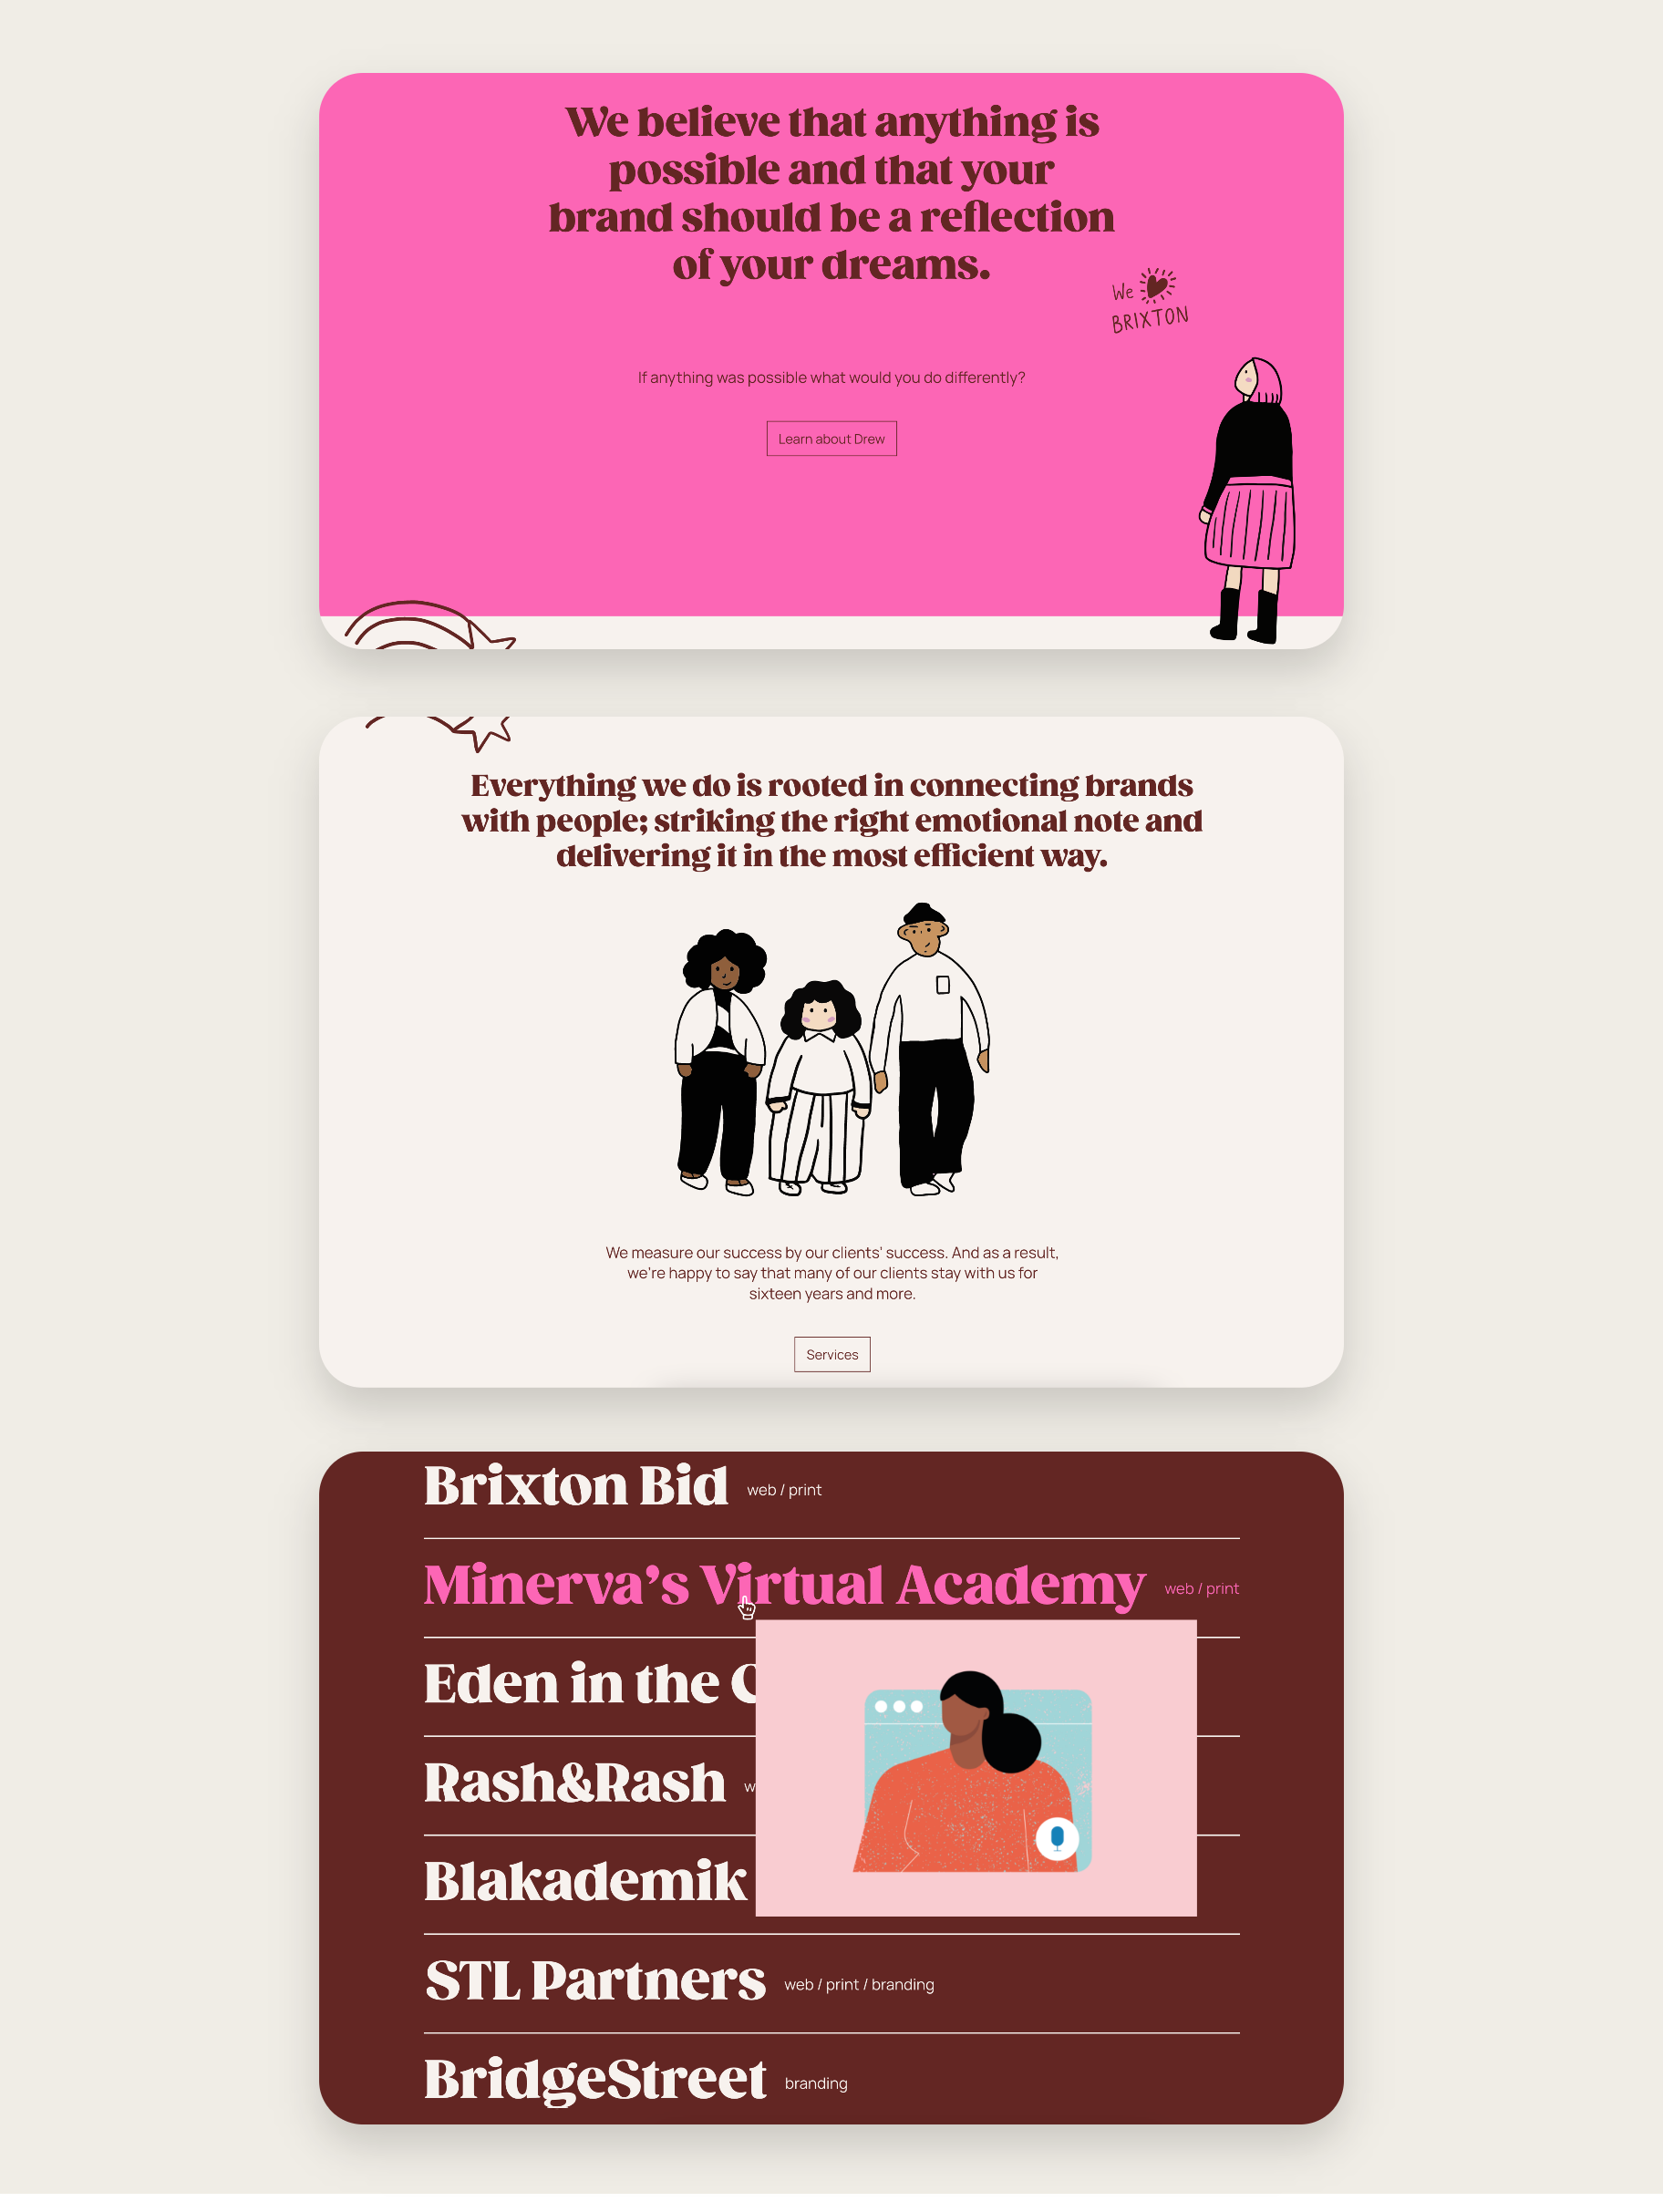 We believe that anything is
possible and that your
brand should be a reflection
of your dreams.
We
BRIXTON
If anything was possible what would you do differently?
Learn about Drew
Everything we do is rooted in connecting brands
with people; striking the right emotional note and
delivering it in the most efficient way.
We measure our success by our clients' success. And as a result,
we're happy to say that many of our clients stay with us for
sixteen years and more.
Services
Brixton Bid web / print
Minerva’s Virtual Academy web / print
Eden in the
Rash&Rash
Blakademik
STL Partners web / print / branding
BridgeStreet branding